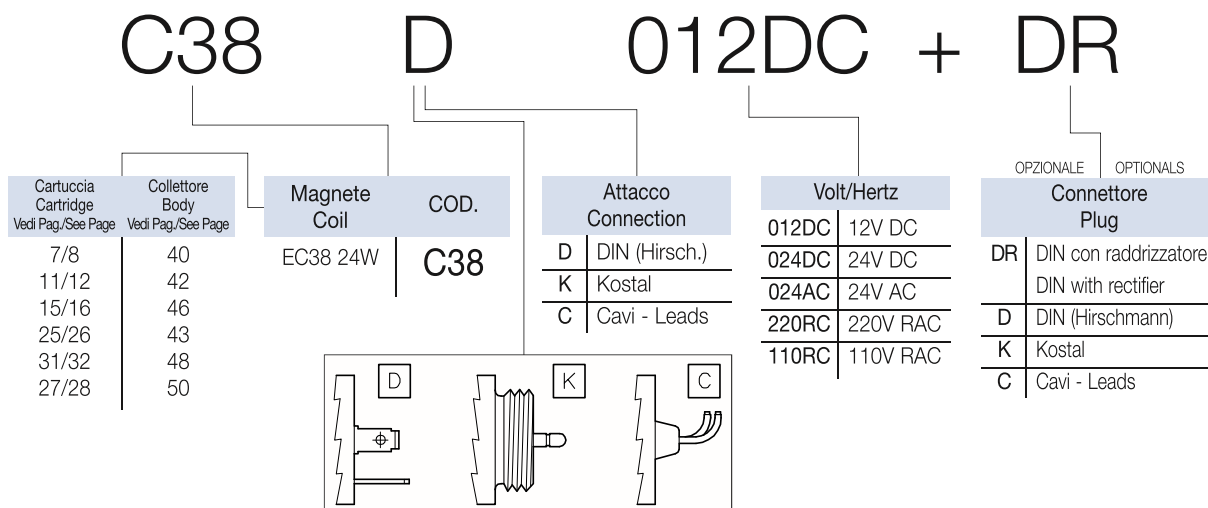 C38 D 012DC + DR
OPZIONALE OPTIONALS
Cartuccia
Cartridge
Vedi Pag./See Page
Collettore
Body
Vedi Pag./See Page
7/8 40
11/12 42
15/16 46
25/26 43
31/32 48
27/28 50
Magnete
Coil
COD.
EC38 24W C38
Attacco
Connection
D DIN (Hirsch.)
K Kostal
C Cavi - Leads
Volt/Hertz
012DC 12V DC
024DC 24V DC
024AC 24V AC
220RC 220V RAC
110RC 110V RAC
Connettore
Plug
DR DIN con raddrizzatore
DIN with rectifier
D DIN (Hirschmann)
K Kostal
C Cavi - Leads
D K C